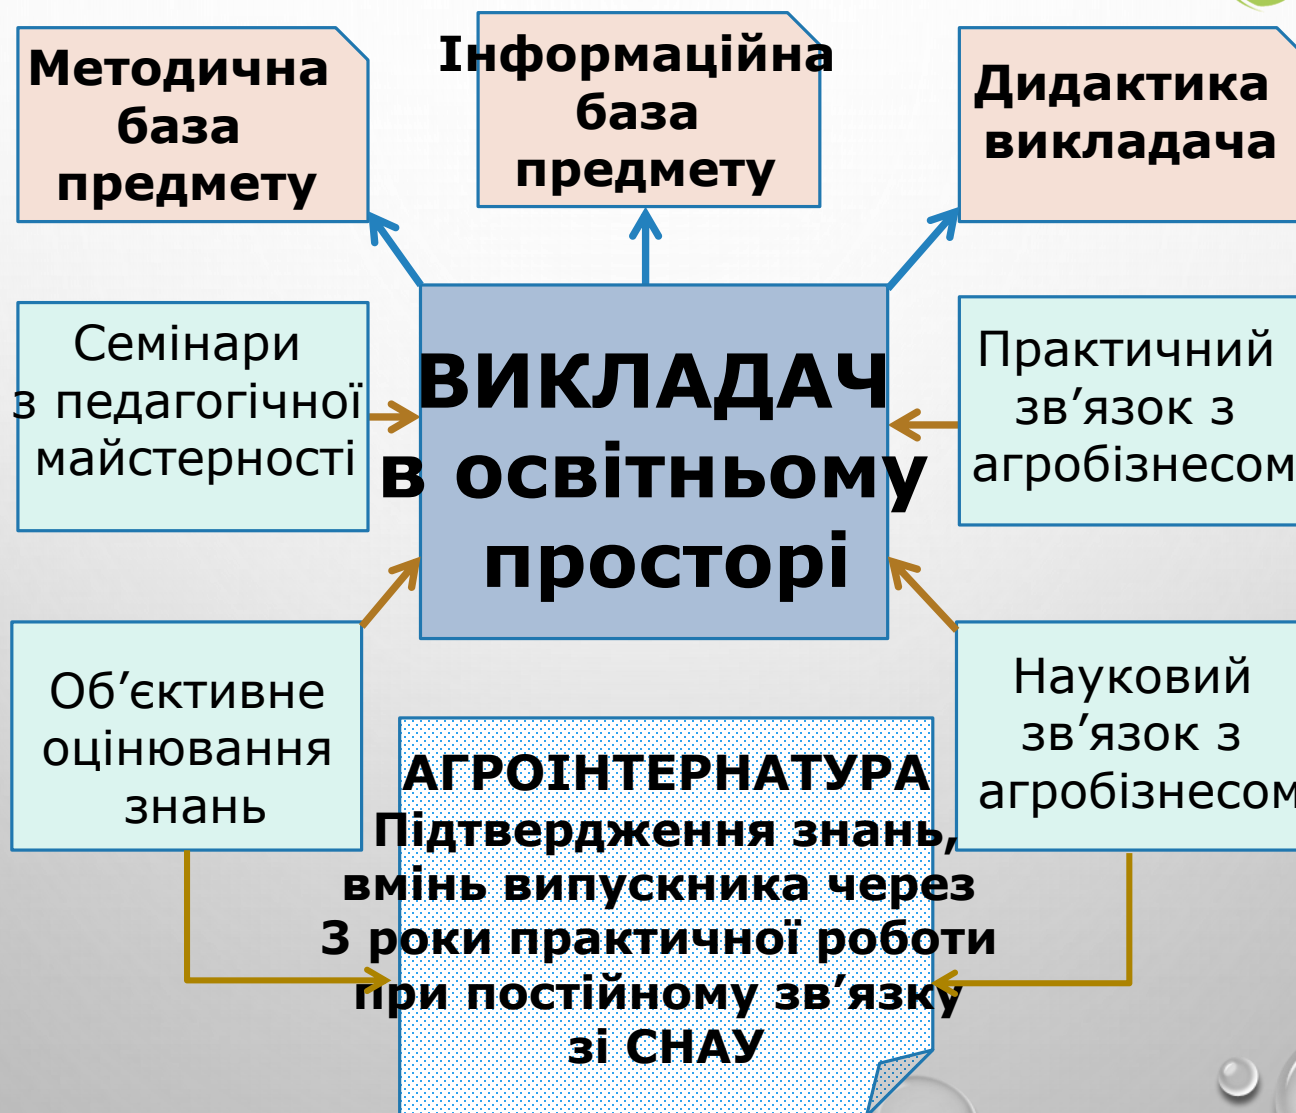 Методична
база
предмету
Інформаційна
база
предмету
Дидактика
викладача
Семінари
з педагогічної
майстерності
ВИКЛАДАЧ
в освітньому
просторі
Практичний
зв’язок з
агробізнесом
Об’єктивне
оцінювання
знань
АГРОІНТЕРНАТУРА
Підтвердження знань,
вмінь випускника через
3 роки практичної роботи
при постійному зв’язку
зі СНАУ
Науковий
зв’язок з
агробізнесом